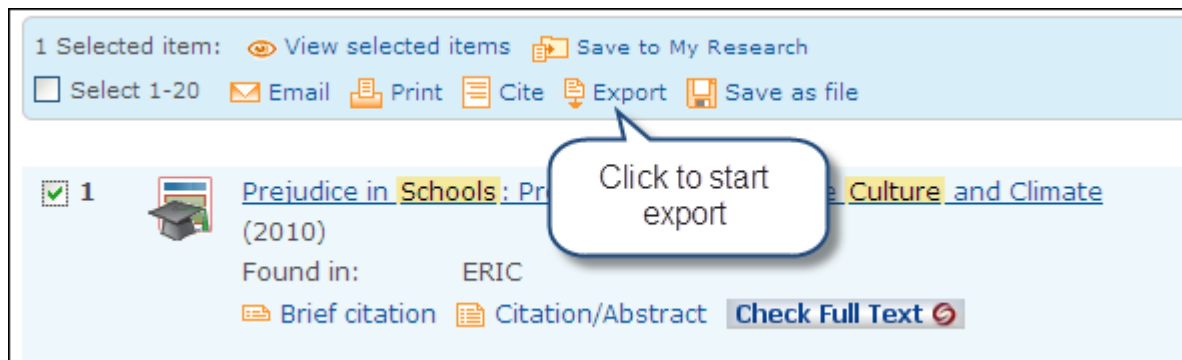 1 Selected item: View selected items Save to My Research
Select 1-20 Email Print Cite Export Save as file
Click to start
export
1 Prejudice in Schools: Pr e Culture and Climate
(2010)
Found in: ERIC
Brief citation Citation/Abstract Check Full Text